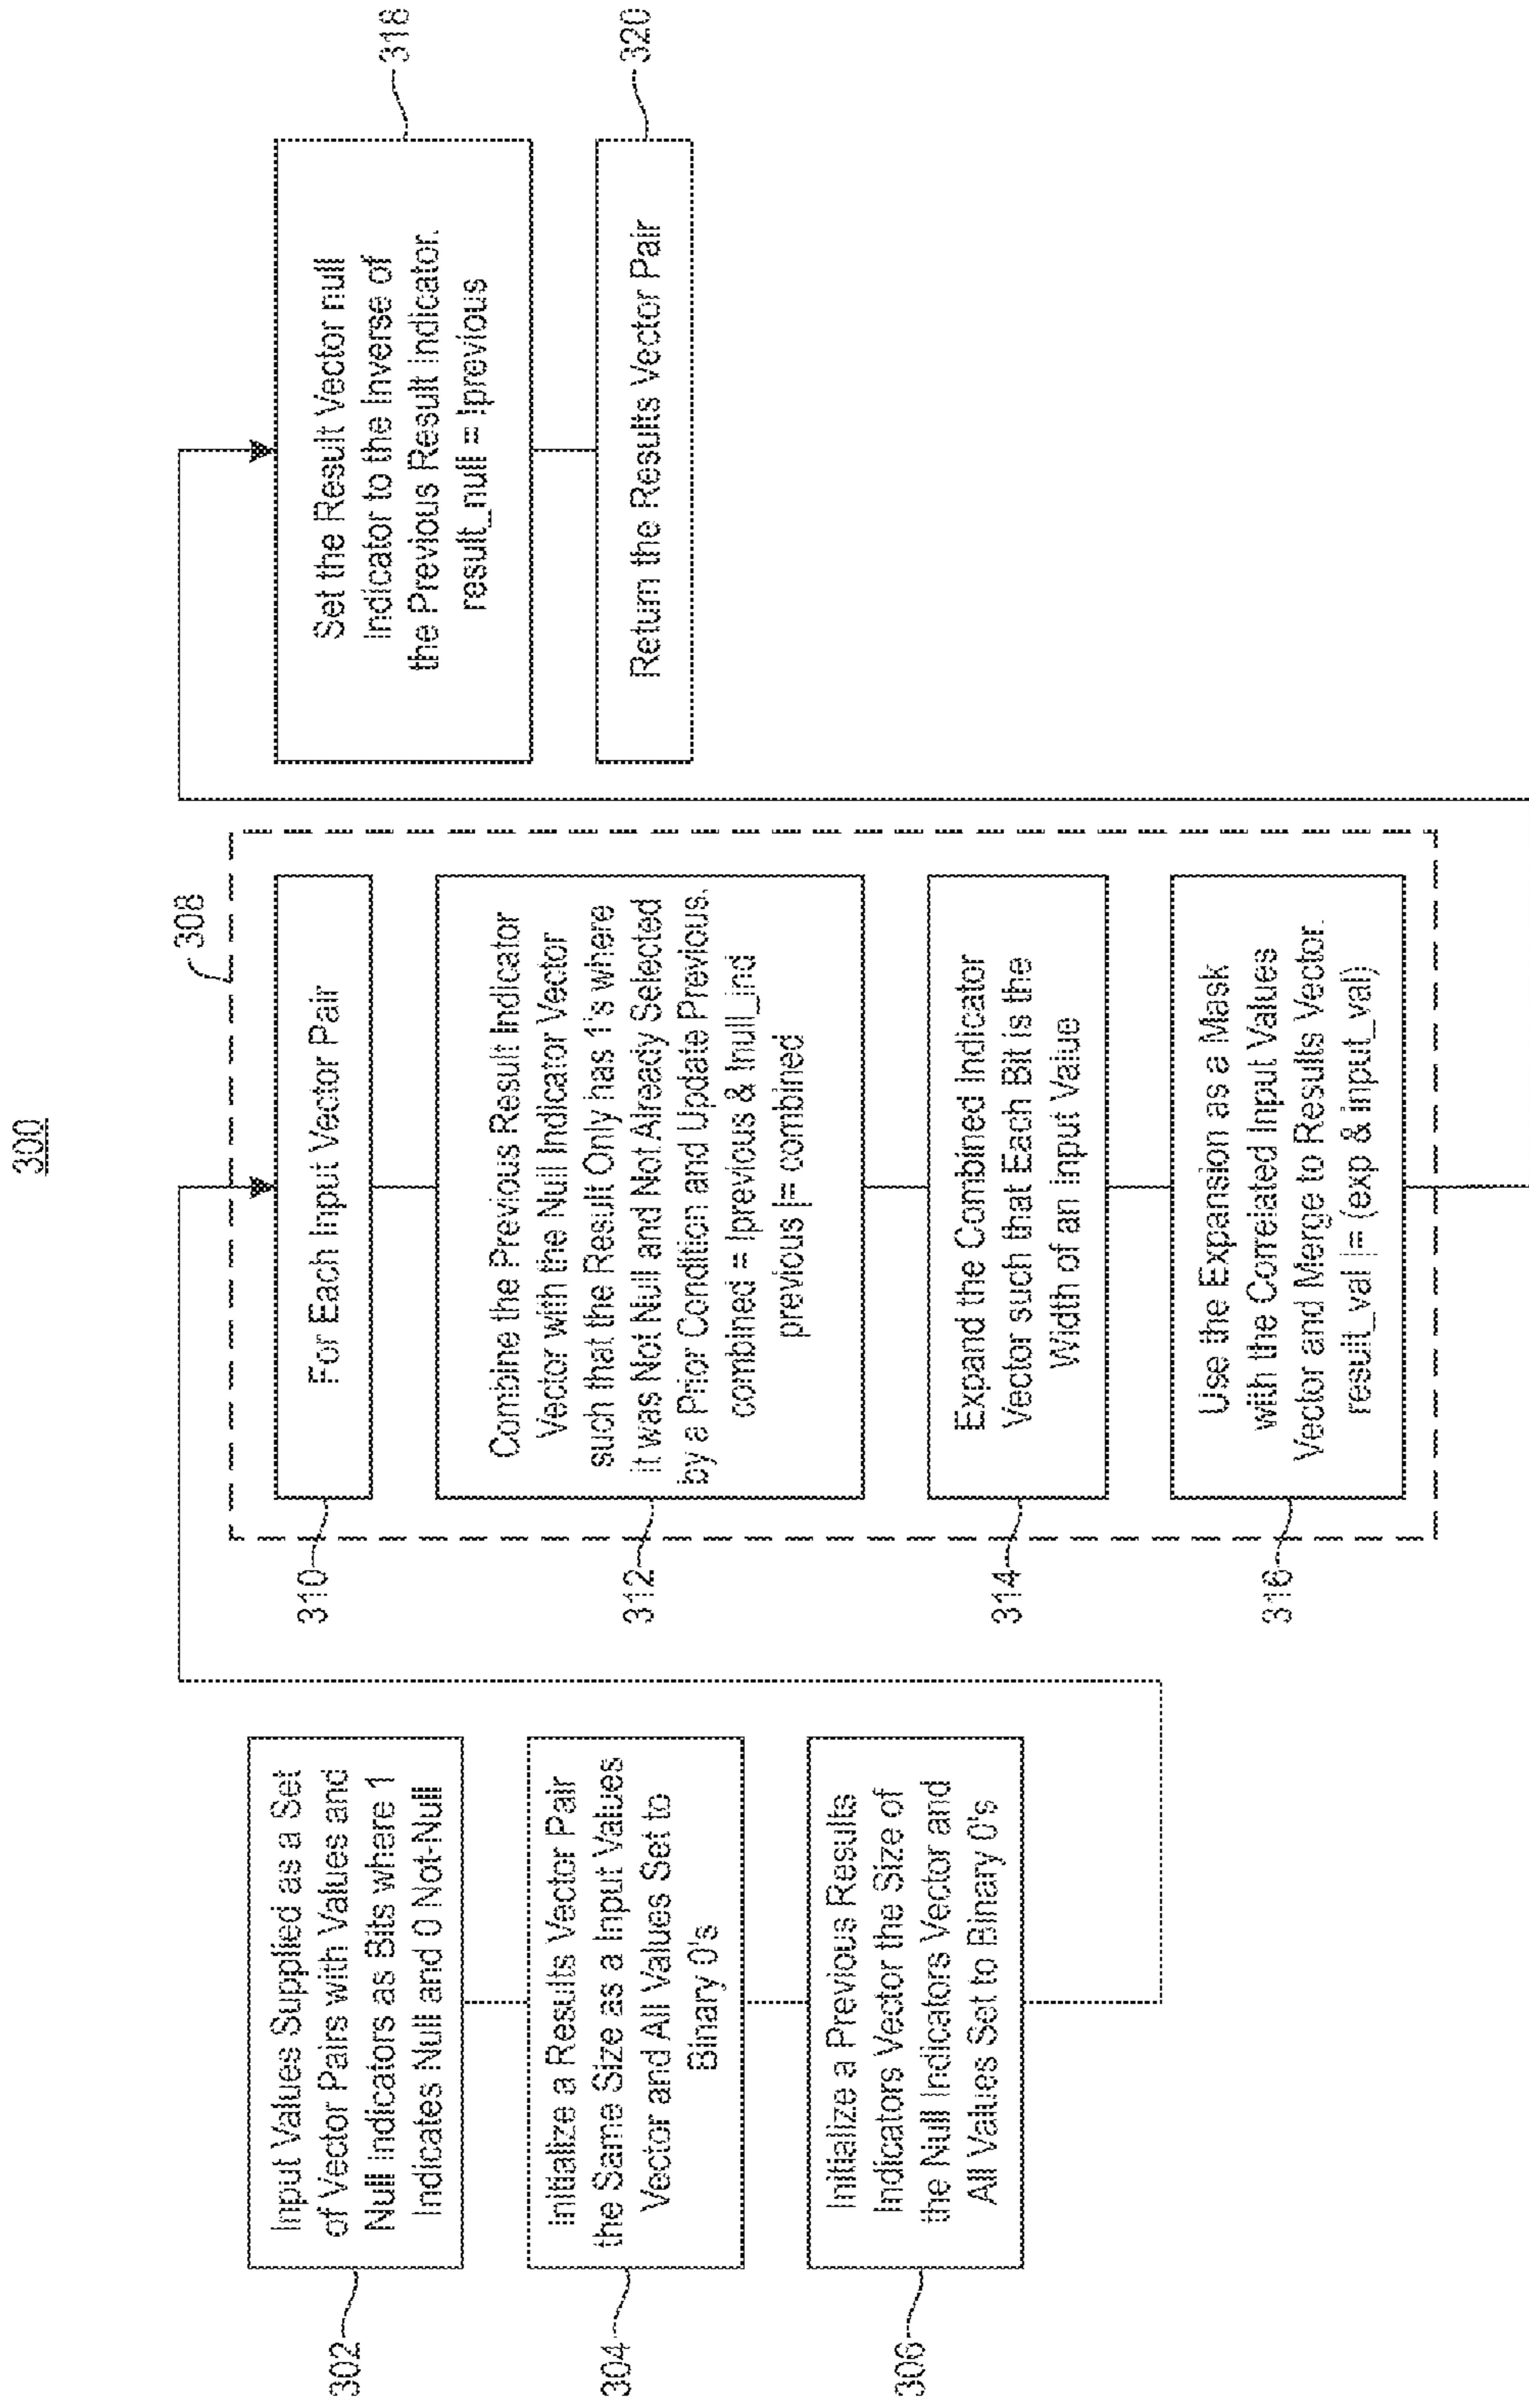 300
302
Input Values Supplied as a Set
of Vector Pairs with Values and
Null Indicators as Bits where 1
Indicates Null and 0 Not-Null
304
Initialize a Results Vector Pair
the Same Size as a Input Values
Vector and All Values Set to
Binary 0's
306
Initialize a Previous Results
Indicators Vector the Size of
the Null Indicators Vector and
All Values Set to Binary 0's
308
310
For Each Input Vector Pair
312
Combine the Previous Result Indicator
Vector with the Null Indicator Vector
such that the Result Only has 1's where
it was Not Null and Not Already Selected
by a Prior Condition and Update Previous.
combined = !previous & !null_ind
previous |= combined
314
Expand the Combined Indicator
Vector such that Each Bit is the
Width of an Input Value
316
Use the Expansion as a Mask
with the Correlated Input Values
Vector and Merge to Results Vector.
result_val |= (exp & input_val)
318
Set the Result Vector null
Indicator to the Inverse of
the Previous Result Indicator.
result_null = !previous
320
Return the Results Vector Pair